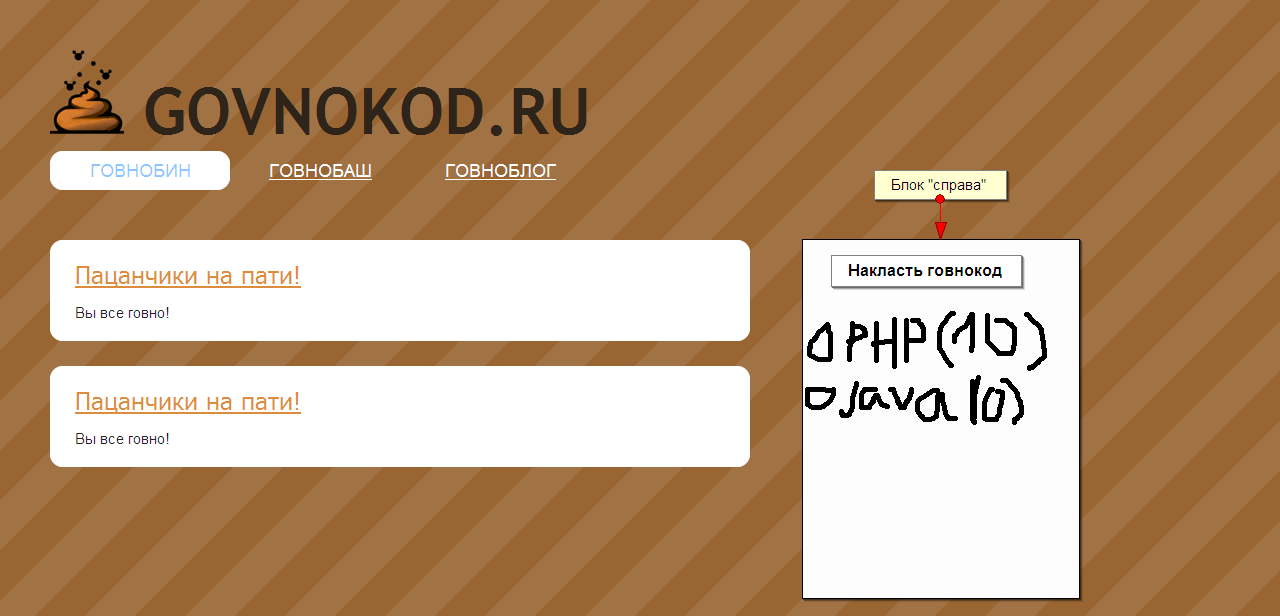 GOVNOKOD.RU
ГОВНОБИН ГОВНОБАШ ГОВНОБЛОГ
Пацанчики на пати!
Вы все говно!
Пацанчики на пати!
Вы все говно!
Блок "справа"
Накласть говнокод
PHP(10)
Java(0)